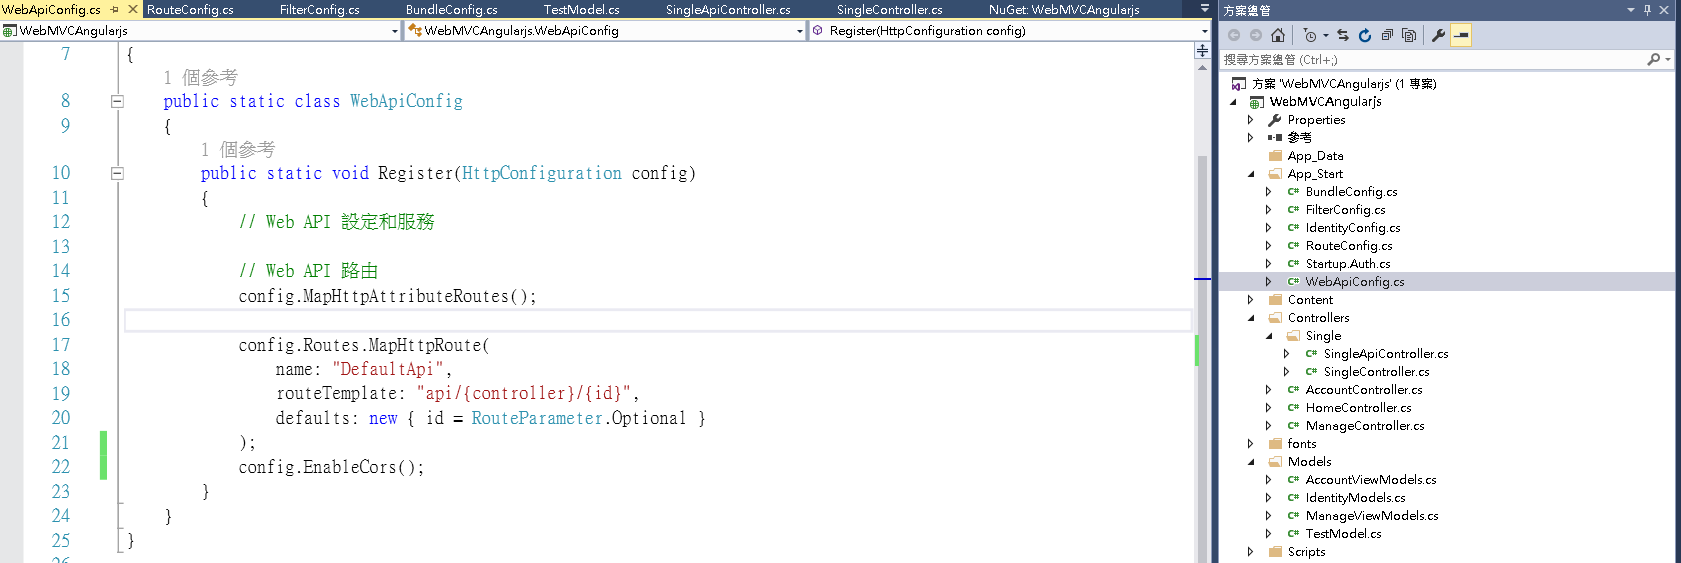 WebApiConfig.cs RouteConfig.cs FilterConfig.cs BundleConfig.cs TestModel.cs SingleApiController.cs SingleController.cs NuGet: WebMVCAngularjs
WebMVCAngularjs WebMVCAngularjs.WebApiConfig Register(HttpConfiguration config)
7 {
1 個參考
8 public static class WebApiConfig
9 {
1 個參考
10 public static void Register(HttpConfiguration config)
11 {
12 // Web API 設定和服務
13
14 // Web API 路由
15 config.MapHttpAttributeRoutes();
16
17 config.Routes.MapHttpRoute(
18 name: "DefaultApi",
19 routeTemplate: "api/{controller}/{id}",
20 defaults: new { id = RouteParameter.Optional }
21 );
22 config.EnableCors();
23 }
24 }
25 }
方案總管
搜尋方案總管 (Ctrl+;)
方案 'WebMVCAngularjs' (1 專案)
WebMVCAngularjs
Properties
參考
App_Data
App_Start
C# BundleConfig.cs
C# FilterConfig.cs
C# IdentityConfig.cs
C# RouteConfig.cs
C# Startup.Auth.cs
C# WebApiConfig.cs
Content
Controllers
Single
C# SingleApiController.cs
C# SingleController.cs
C# AccountController.cs
C# HomeController.cs
C# ManageController.cs
fonts
Models
C# AccountViewModels.cs
C# IdentityModels.cs
C# ManageViewModels.cs
C# TestModel.cs
Scripts